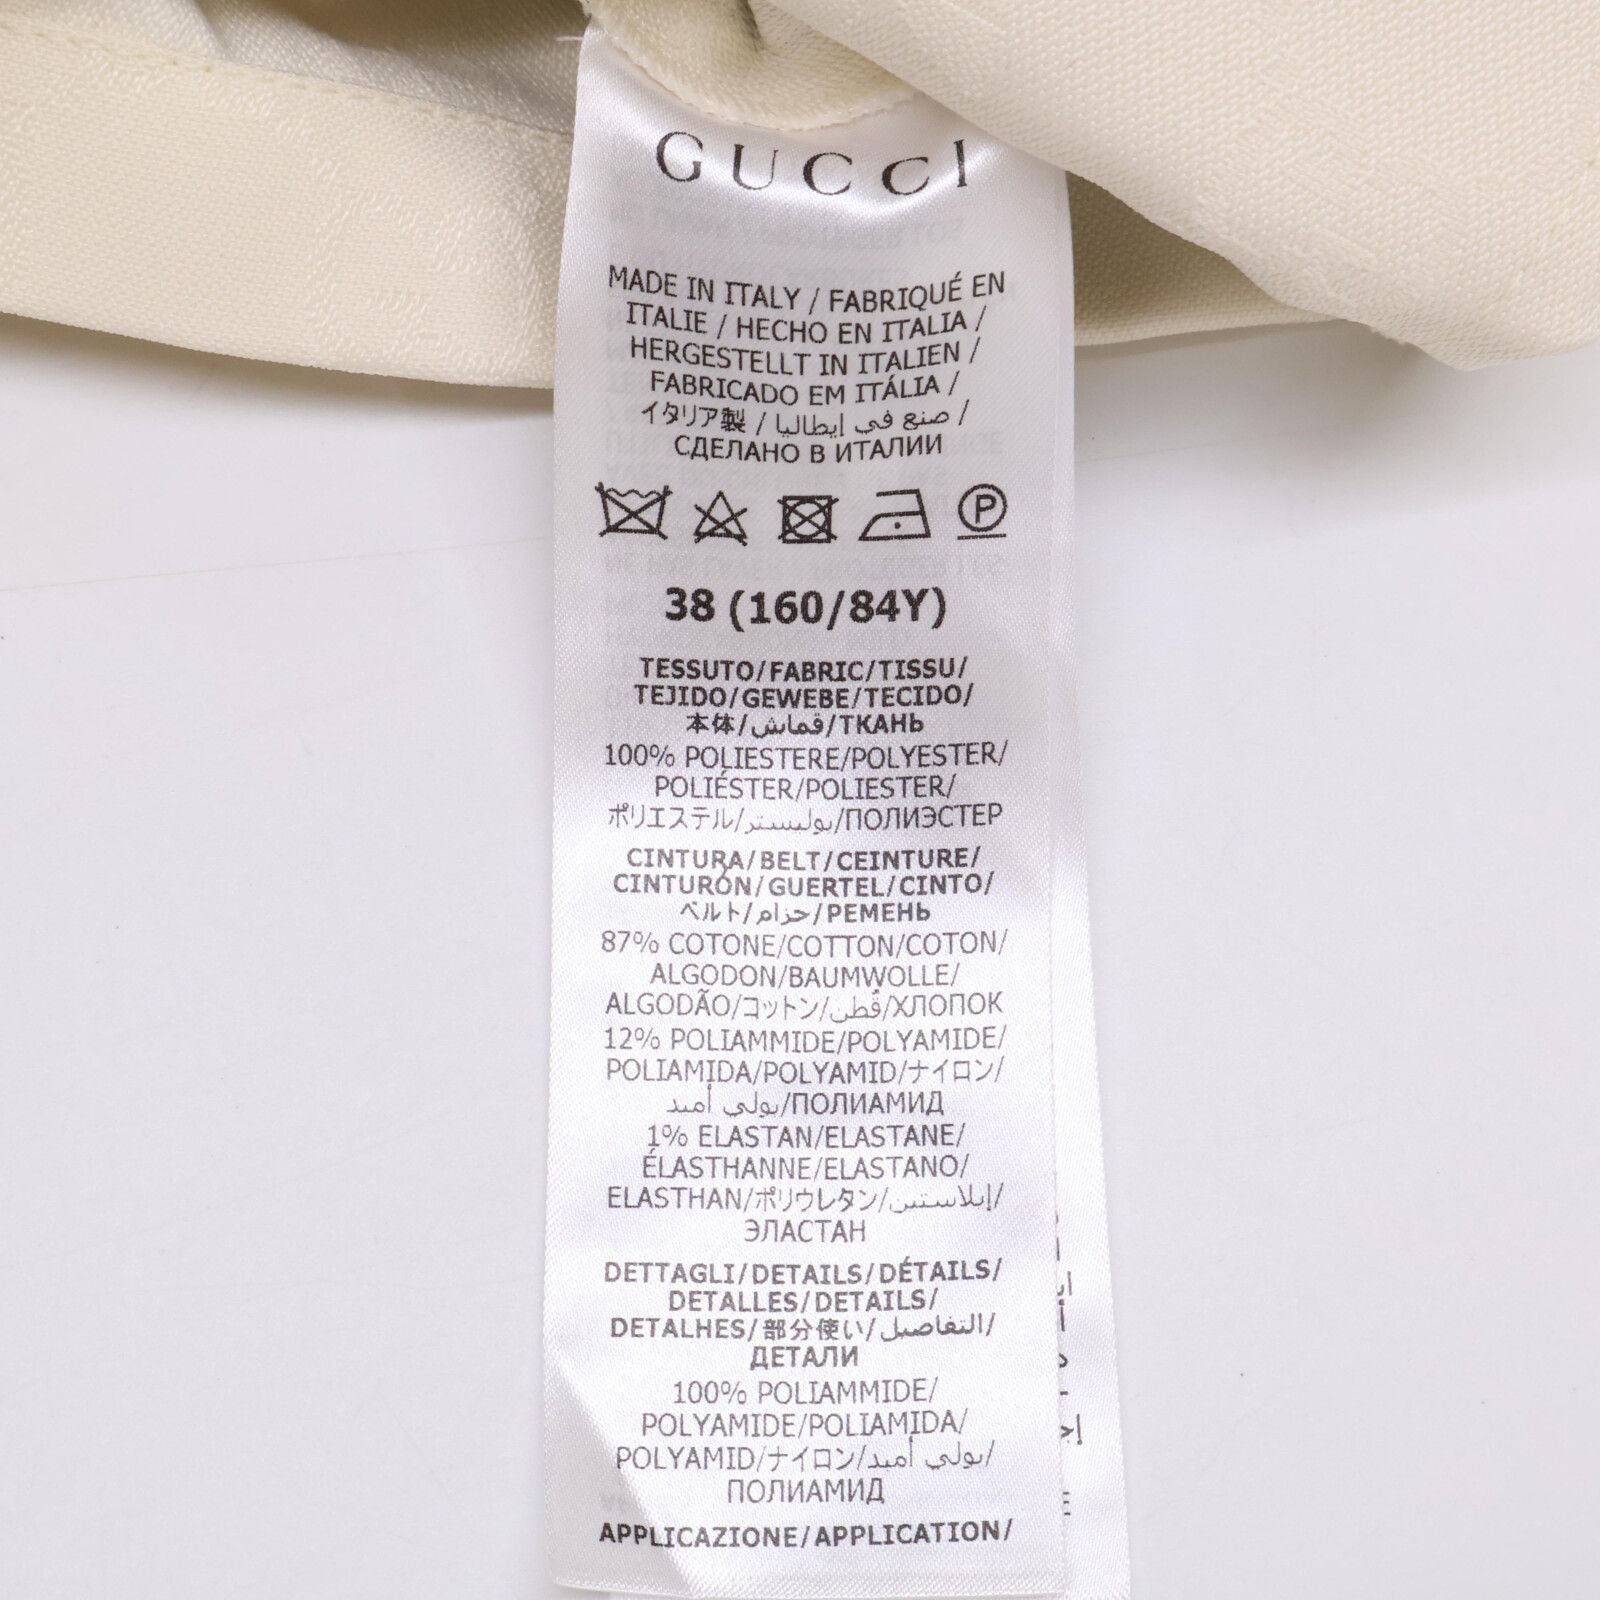 GUCCI
MADE IN ITALY / FABRIQUÉ EN
ITALIE / HECHO EN ITALIA /
HERGESTELLT IN ITALIEN /
FABRICADO EM ITÁLIA /
イタリア製 / صنع في إيطاليا /
СДЕЛАНО В ИТАЛИИ
P
38 (160/84Y)
TESSUTO/FABRIC/TISSU/
TEJIDO/GEWEBE/TECIDO/
本体/قماش/ТКАНЬ
100% POLIESTERE/POLYESTER/
POLIÉSTER/POLIESTER/
ポリエステル/بوليستر/ПОЛИЭСТЕР
CINTURA/BELT/CEINTURE/
CINTURÓN/GUERTEL/CINTO/
ベルト/حزام/РЕМЕНЬ
87% COTONE/COTTON/COTON/
ALGODON/BAUMWOLLE/
ALGODÃO/コットン/قُطن/ХЛОПОК
12% POLIAMMIDE/POLYAMIDE/
POLIAMIDA/POLYAMID/ナイロン/
بولي أميد/ПОЛИАМИД
1% ELASTAN/ELASTANE/
ÉLASTHANNE/ELASTANO/
ELASTHAN/ポリウレタン/إيلاستين/
ЭЛАСТАН
DETTAGLI/DETAILS/DÉTAILS/
DETALLES/DETAILS/
DETALHES/部分使い/التفاصيل/
ДЕТАЛИ
100% POLIAMMIDE/
POLYAMIDE/POLIAMIDA/
POLYAMID/ナイロン/بولي أميد/
ПОЛИАМИД
APPLICAZIONE/APPLICATION/